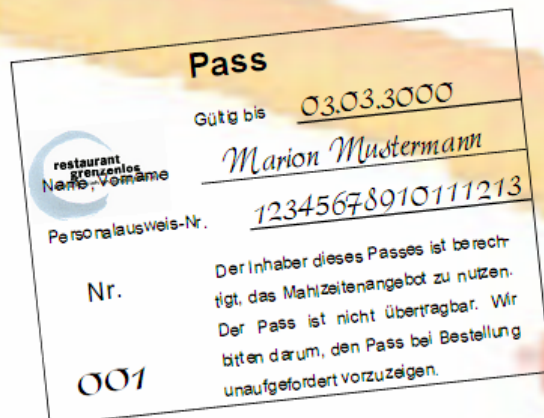 Pass
Gültig bis 03.03.3000
restaurant
grenzenlos
Name, Vorname Marion Mustermann
Personalausweis-Nr. 12345678910111213
Nr.
001
Der Inhaber dieses Passes ist berech-
tigt, das Mahlzeitenangebot zu nutzen.
Der Pass ist nicht übertragbar. Wir
bitten darum, den Pass bei Bestellung
unaufgefordert vorzuzeigen.